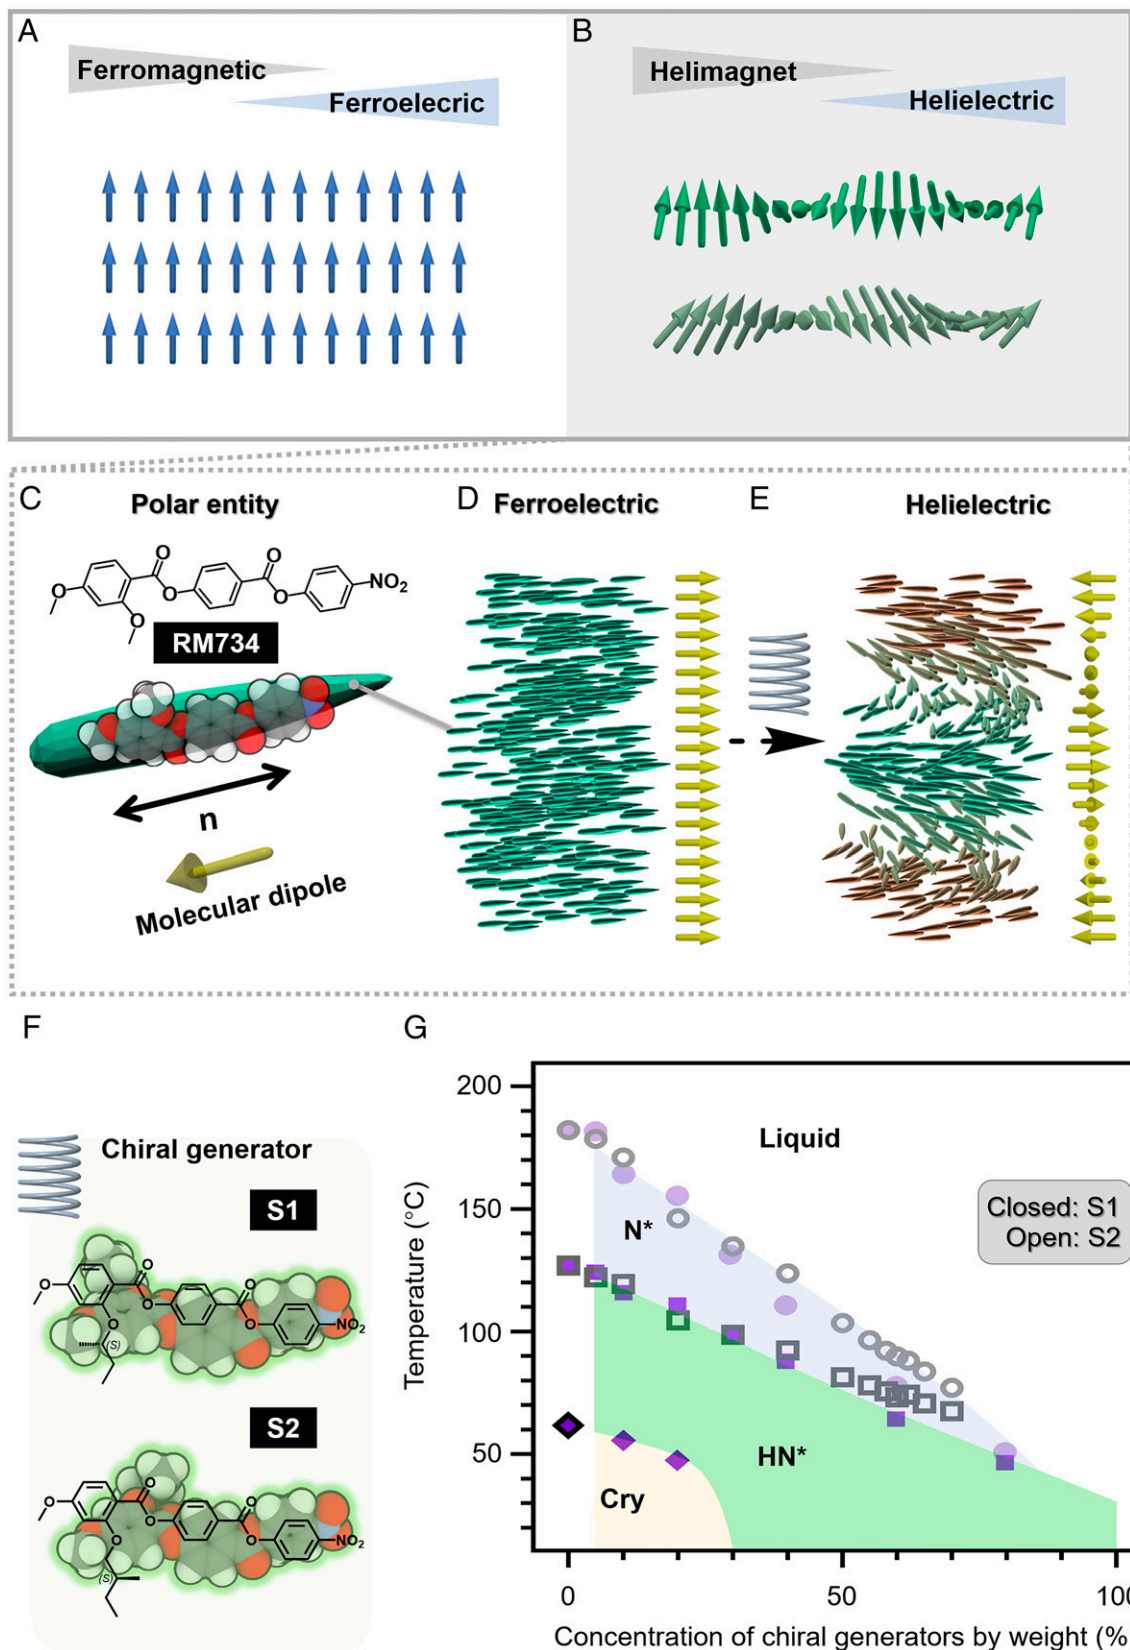 A
B
Ferromagnetic
Ferroelecric
Helimagnet
Helielectric
C
Polar entity
D
Ferroelectric
E
Helielectric
O
O
O
O
O
O
NO2
RM734
n
Molecular dipole
F
G
Chiral generator
S1
O
O
O
O
O
O
NO2
(S)
S2
O
O
O
O
O
O
NO2
(S)
Temperature (°C)
200
150
100
50
Liquid
Closed: S1
Open: S2
N*
HN*
Cry
0
50
100
Concentration of chiral generators by weight (%